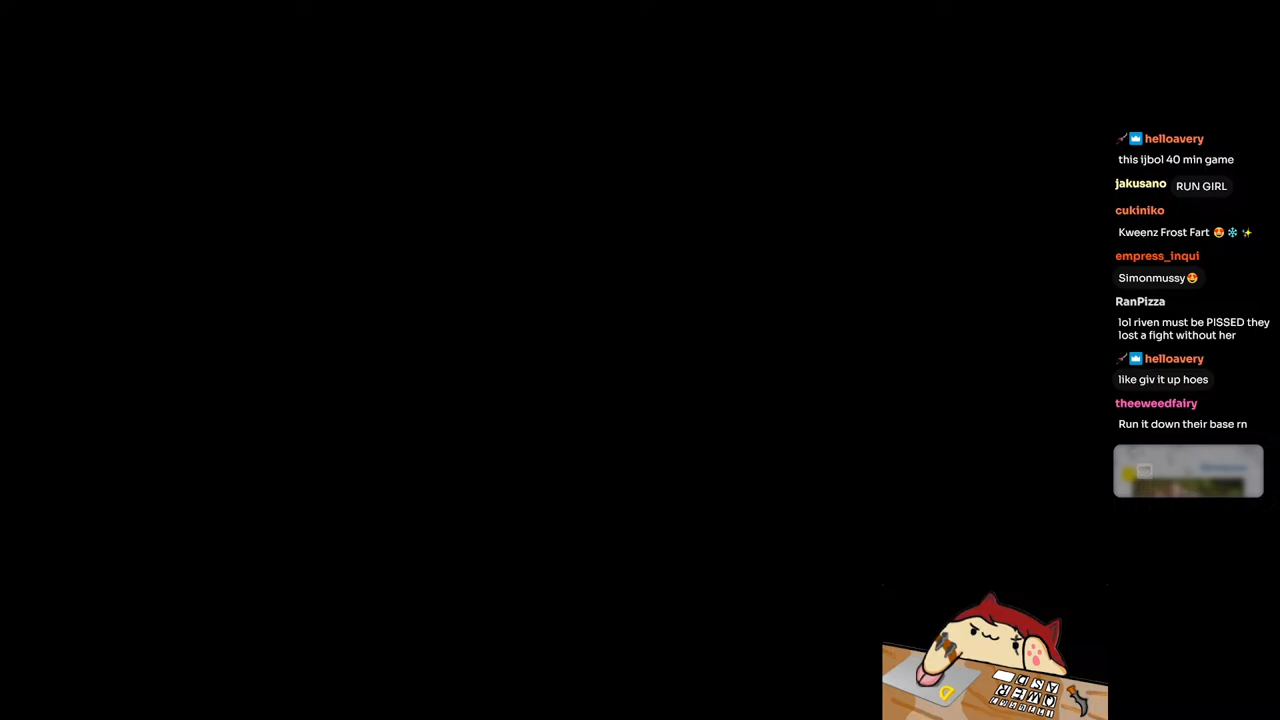 helloavery
this ijbol 40 min game
jakusano RUN GIRL
cukiniko
Kweenz Frost Fart 😍 ❄️ ✨
empress_inqui
Simonmussy😍
RanPizza
lol riven must be PISSED they
lost a fight without her
helloavery
like giv it up hoes
theeweedfairy
Run it down their base rn